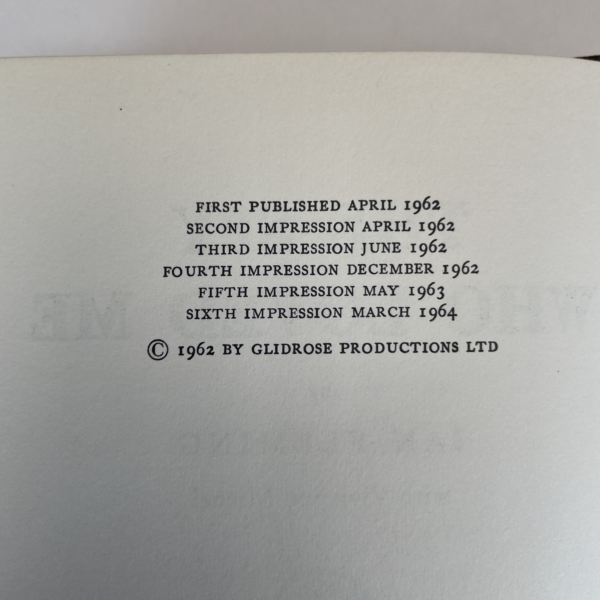 FIRST PUBLISHED APRIL 1962
SECOND IMPRESSION APRIL 1962
THIRD IMPRESSION JUNE 1962
FOURTH IMPRESSION DECEMBER 1962
FIFTH IMPRESSION MAY 1963
SIXTH IMPRESSION MARCH 1964
© 1962 BY GLIDROSE PRODUCTIONS LTD